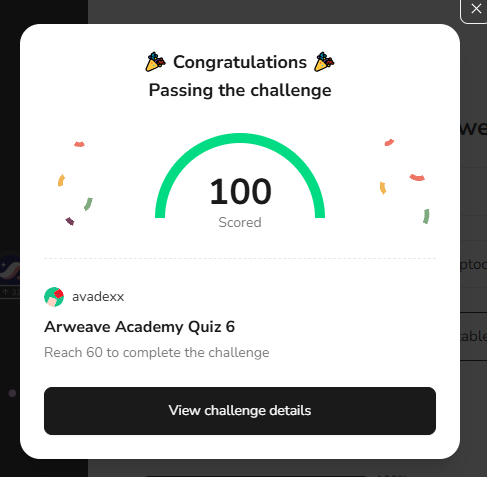 Congratulations
Passing the challenge
100
Scored
avadexx
Arweave Academy Quiz 6
Reach 60 to complete the challenge
View challenge details